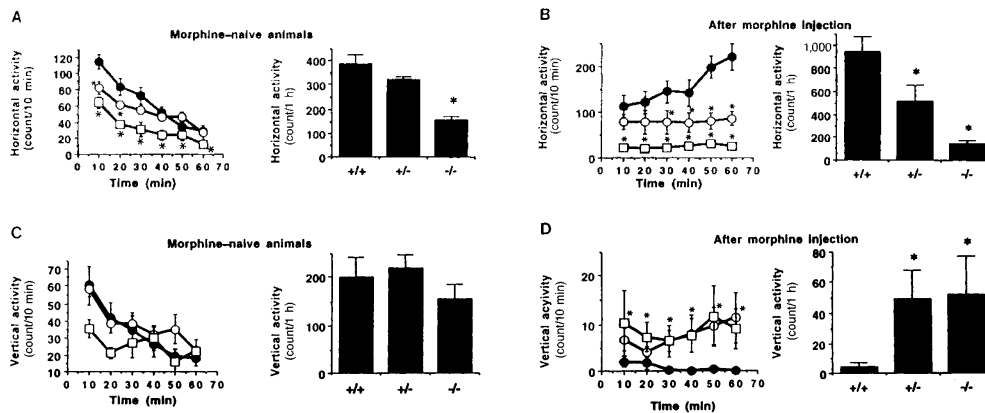 A
Morphine–naive animals
Horizontal activity
(count/10 min)
120
100
80
60
40
20
0
0 10 20 30 40 50 60 70
Time (min)
* * * * * * * *
Horizontal activity
(count/1 h)
400
300
200
100
0
+/+ +/- -/-
*
B
After morphine injection
Horizontal activity
(count/10 min)
200
100
0
0 10 20 30 40 50 60 70
Time (min)
* * * *
* * * * * *
Horizontal activity
(count/1 h)
1,000
800
600
400
200
0
+/+ +/- -/-
*
*
C
Morphine–naive animals
Vertical activity
(count/10 min)
70
60
50
40
30
20
10
0 10 20 30 40 50 60 70
Time (min)
Vertical activity
(count/1 h)
200
100
0
+/+ +/- -/-
D
After morphine injection
Vertical acyivity
(count/10 min)
20
10
0
0 10 20 30 40 50 60 70
Time (min)
* * * * * *
Vertical activity
(count/1 h)
80
60
40
20
0
+/+ +/- -/-
*
*